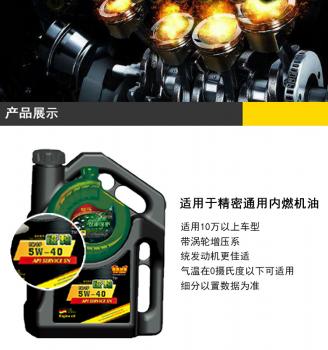 产品展示
适用于精密通用内燃机油
适用10万以上车型
带涡轮增压系
统发动机更佳适
气温在0摄氏度以下可适用
细分以置数据为准
5W-40
API SERVICE SN
5W-40
API SERVICE SN
Engine oil